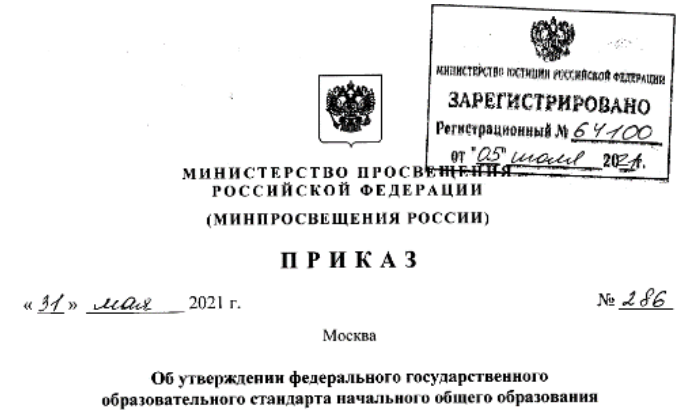 МИНИСТЕРСТВО ЮСТИЦИИ РОССИЙСКОЙ ФЕДЕРАЦИИ
ЗАРЕГИСТРИРОВАНО
Регистрационный № 64100
от "05" июля 2021г.
МИНИСТЕРСТВО ПРОСВЕЩЕНИЯ
РОССИЙСКОЙ ФЕДЕРАЦИИ
(МИНПРОСВЕЩЕНИЯ РОССИИ)
ПРИКАЗ
« 31 » мая 2021 г.
№ 286
Москва
Об утверждении федерального государственного
образовательного стандарта начального общего образования